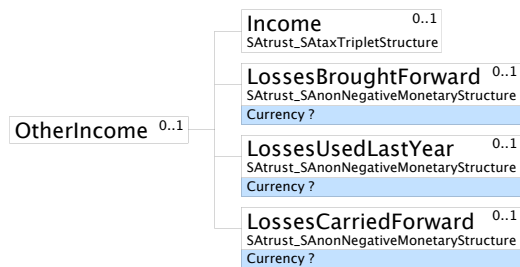 Income 0..1
SAtrust_SAtaxTripletStructure
LossesBroughtForward 0..1
SAtrust_SAnonNegativeMonetaryStructure
Currency ?
OtherIncome 0..1
LossesUsedLastYear 0..1
SAtrust_SAnonNegativeMonetaryStructure
Currency ?
LossesCarriedForward 0..1
SAtrust_SAnonNegativeMonetaryStructure
Currency ?